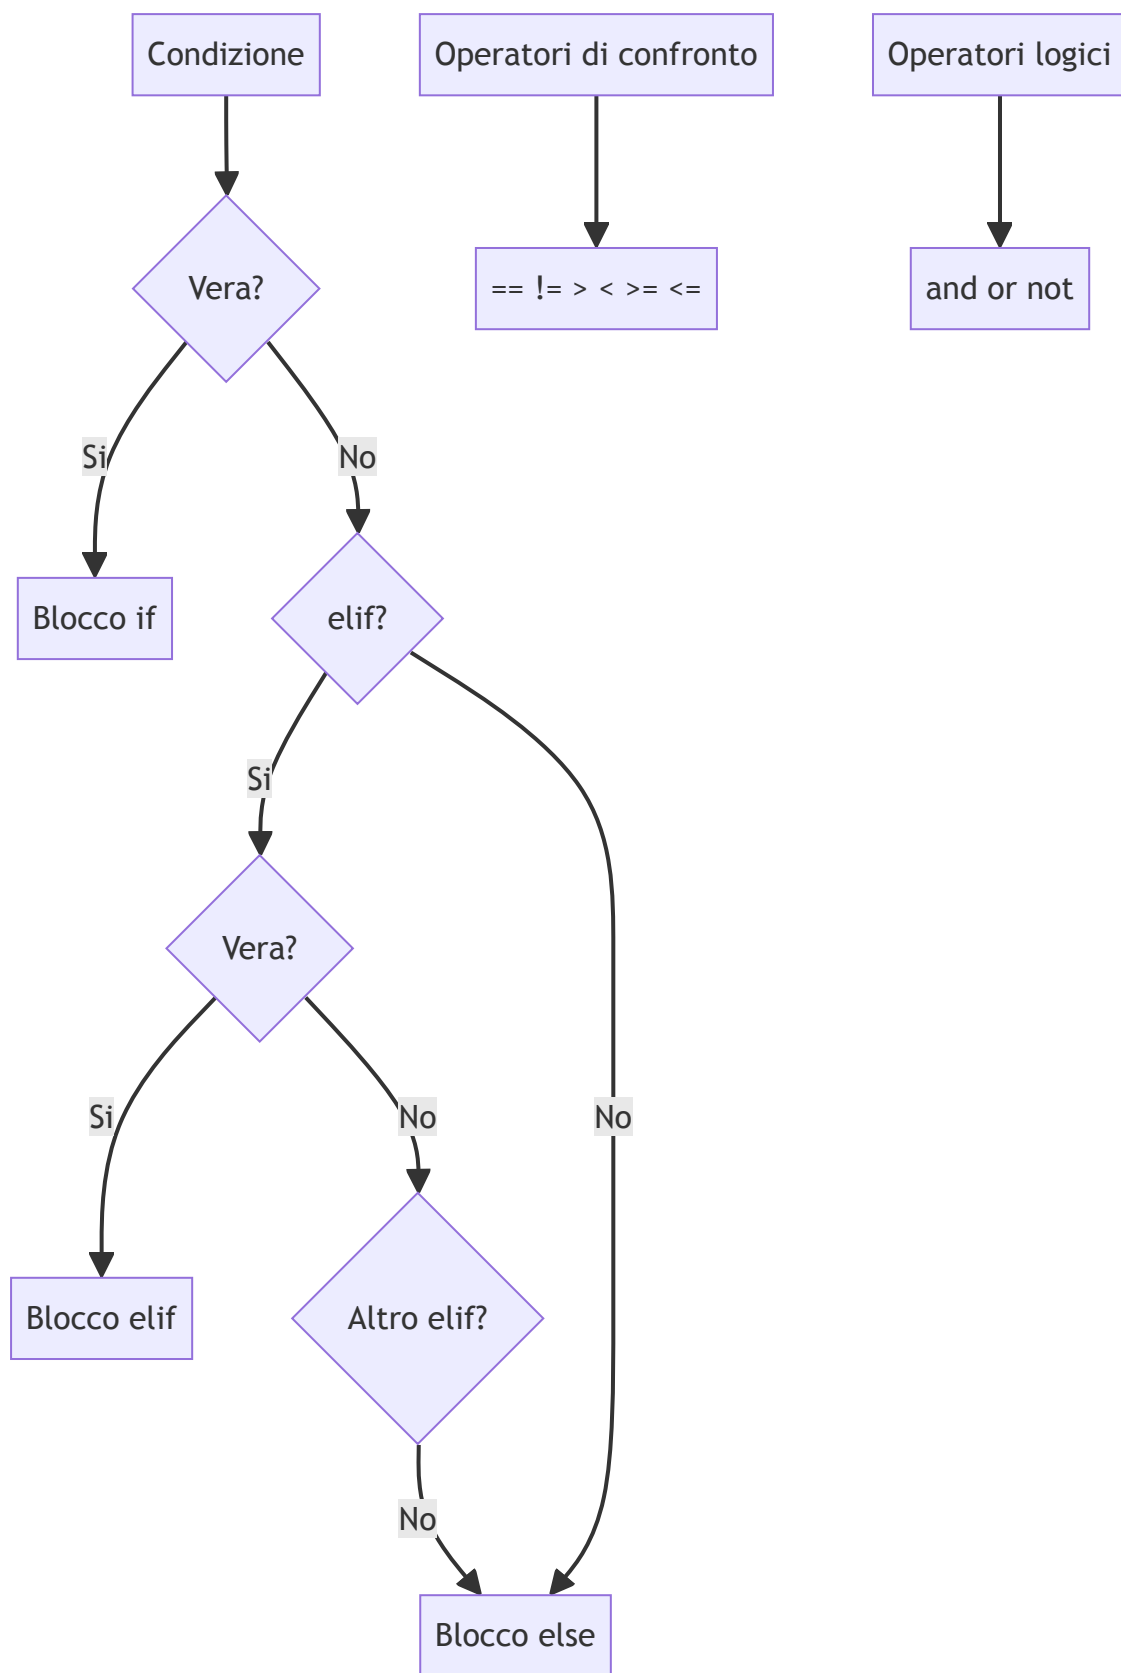 Condizione
Operatori di confronto
Operatori logici
Vera?
== != > < >= <=
and or not
Si
No
Blocco if
elif?
Si
Vera?
Si
No
No
Blocco elif
Altro elif?
No
Blocco else